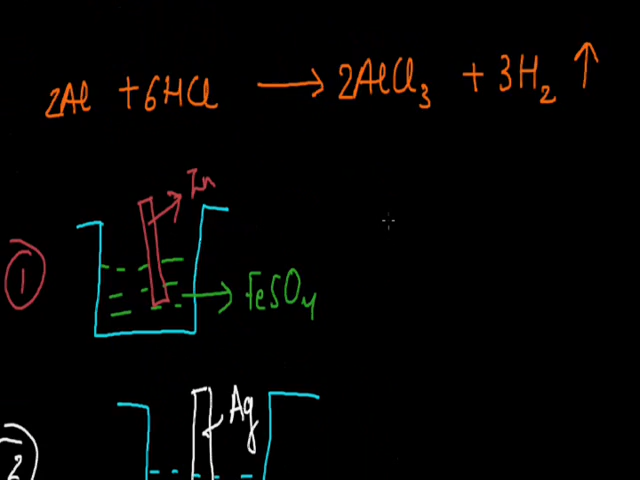 2Al + 6HCl ⟶ 2AlCl₃ + 3H₂ ↑
Zn
1
FeSO₄
Ag
2